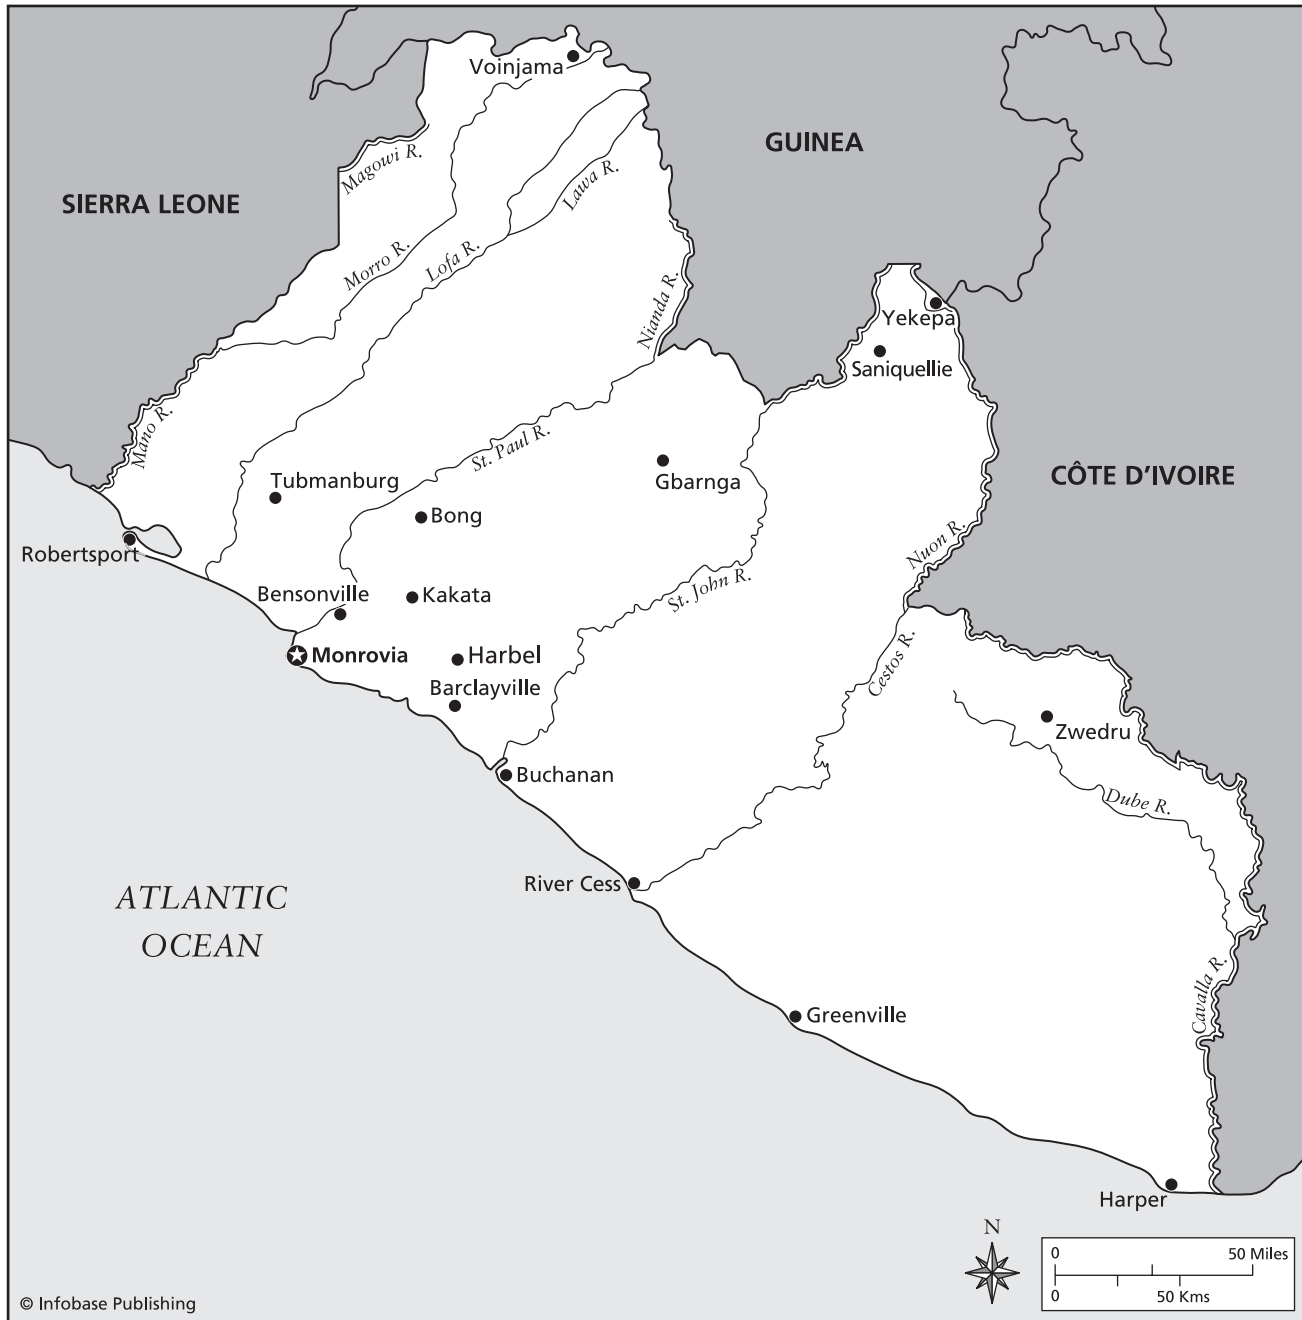 Voinjama
GUINEA
Magowi R.
SIERRA LEONE
Lawa R.
Morro R.
Lofa R.
Nianda R.
Yekepa
Saniquellie
Mano R.
St. Paul R.
Tubmanburg
Gbarnga
CÔTE D'IVOIRE
Bong
Robertsport
Nuon R.
Bensonville
Kakata
St. John R.
Monrovia
Harbel
Cestos R.
Barclayville
Zwedru
Buchanan
Dube R.
River Cess
ATLANTIC
OCEAN
Cavalla R.
Greenville
Harper
N
0 50 Miles
0 50 Kms
© Infobase Publishing